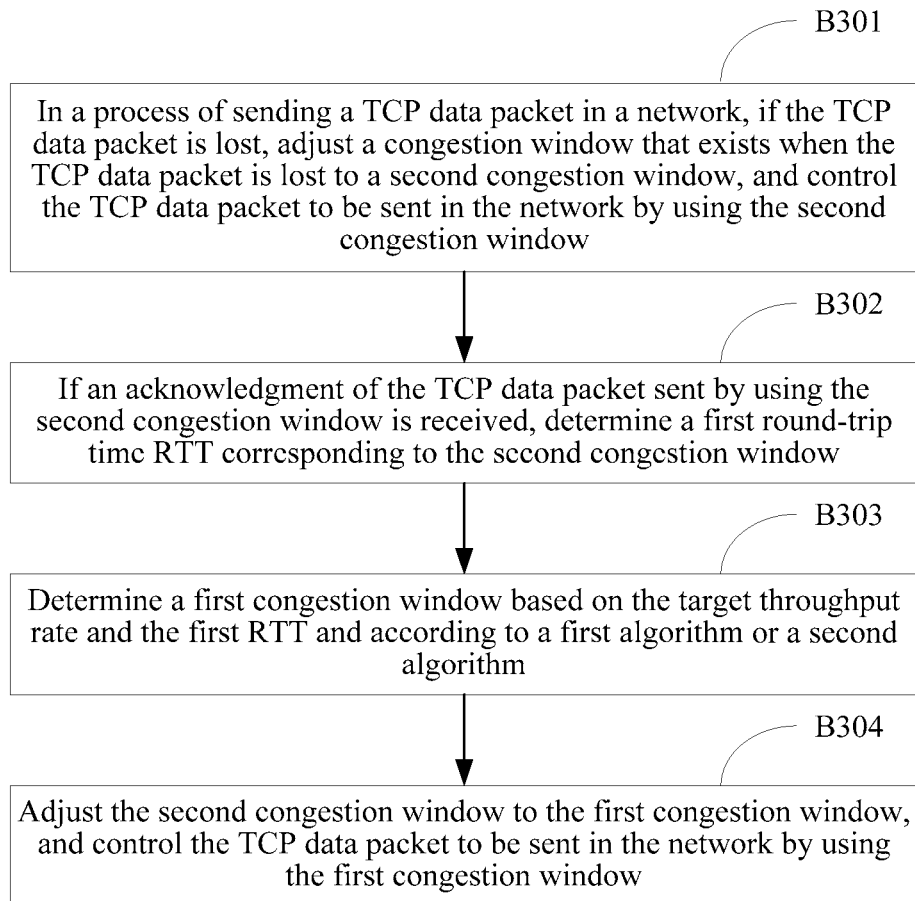 B301
In a process of sending a TCP data packet in a network, if the TCP
data packet is lost, adjust a congestion window that exists when the
TCP data packet is lost to a second congestion window, and control
the TCP data packet to be sent in the network by using the second
congestion window
B302
If an acknowledgment of the TCP data packet sent by using the
second congestion window is received, determine a first round-trip
time RTT corresponding to the second congestion window
B303
Determine a first congestion window based on the target throughput
rate and the first RTT and according to a first algorithm or a second
algorithm
B304
Adjust the second congestion window to the first congestion window,
and control the TCP data packet to be sent in the network by using
the first congestion window